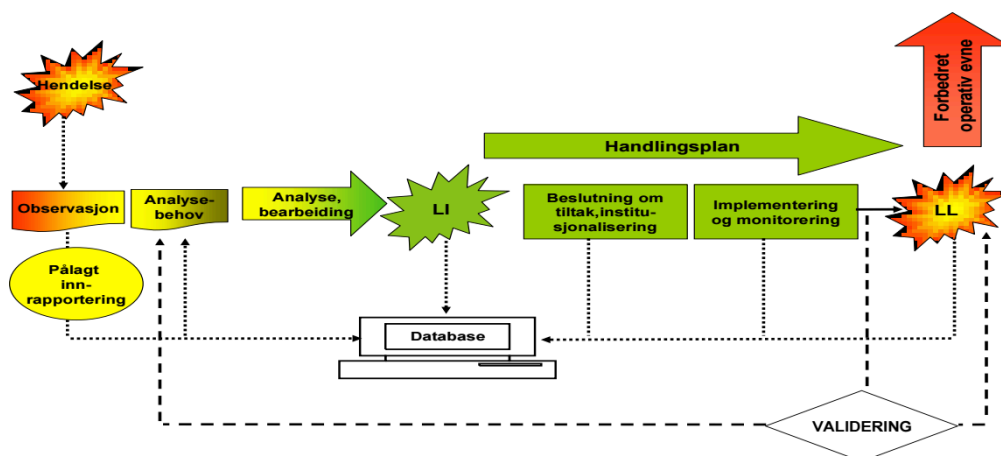 Hendelse
Forbedret
operativ evne
Handlingsplan
Observasjon
Analyse-
behov
Analyse,
bearbeiding
LI
Beslutning om
tiltak,institu-
sjonalisering
Implementering
og monitorering
LL
Pålagt
inn-
rapportering
Database
VALIDERING